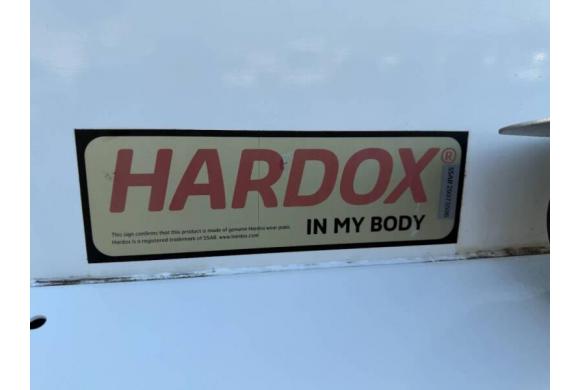 HARDOX®
IN MY BODY
This sign confirms that this product is made of genuine Hardox wear plate.
Hardox is a registered trademark of SSAB. www.hardox.com